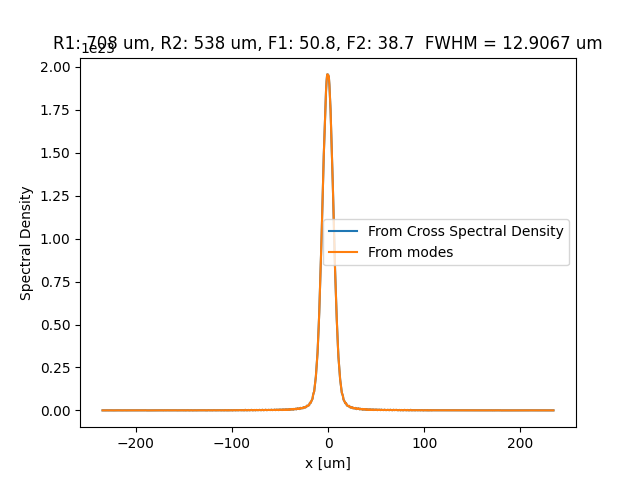 R1: 708 um, R2: 538 um, F1: 50.8, F2: 38.7  FWHM = 12.9067 um
1e23
2.00
1.75
1.50
1.25
1.00
0.75
0.50
0.25
0.00
Spectral Density
From Cross Spectral Density
From modes
−200
−100
0
100
200
x [um]